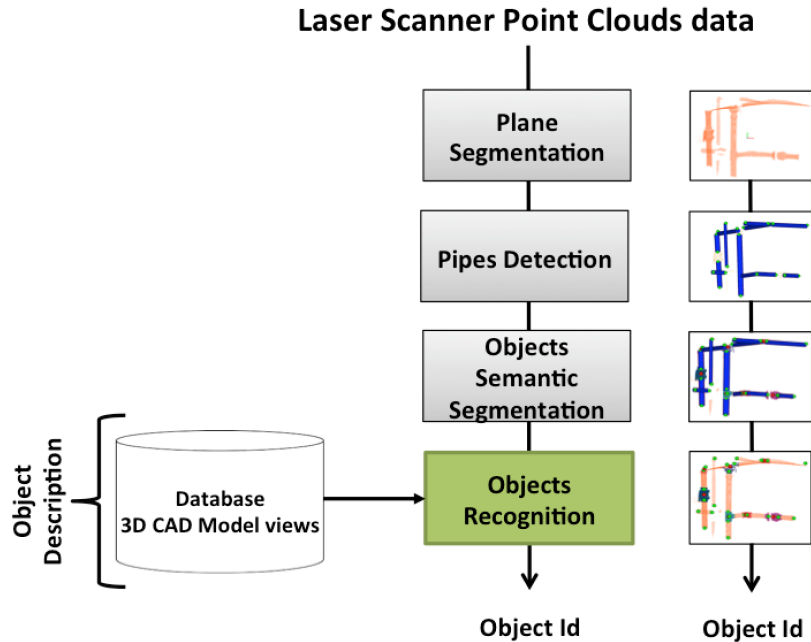 Laser Scanner Point Clouds data
Plane
Segmentation
Pipes Detection
Objects
Semantic
Segmentation
Object
Description
Database
3D CAD Model views
Objects
Recognition
Object Id
Object Id